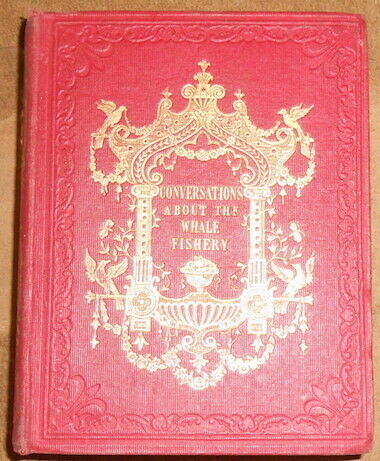 CONVERSATIONS
ABOUT THE
WHALE
FISHERY.